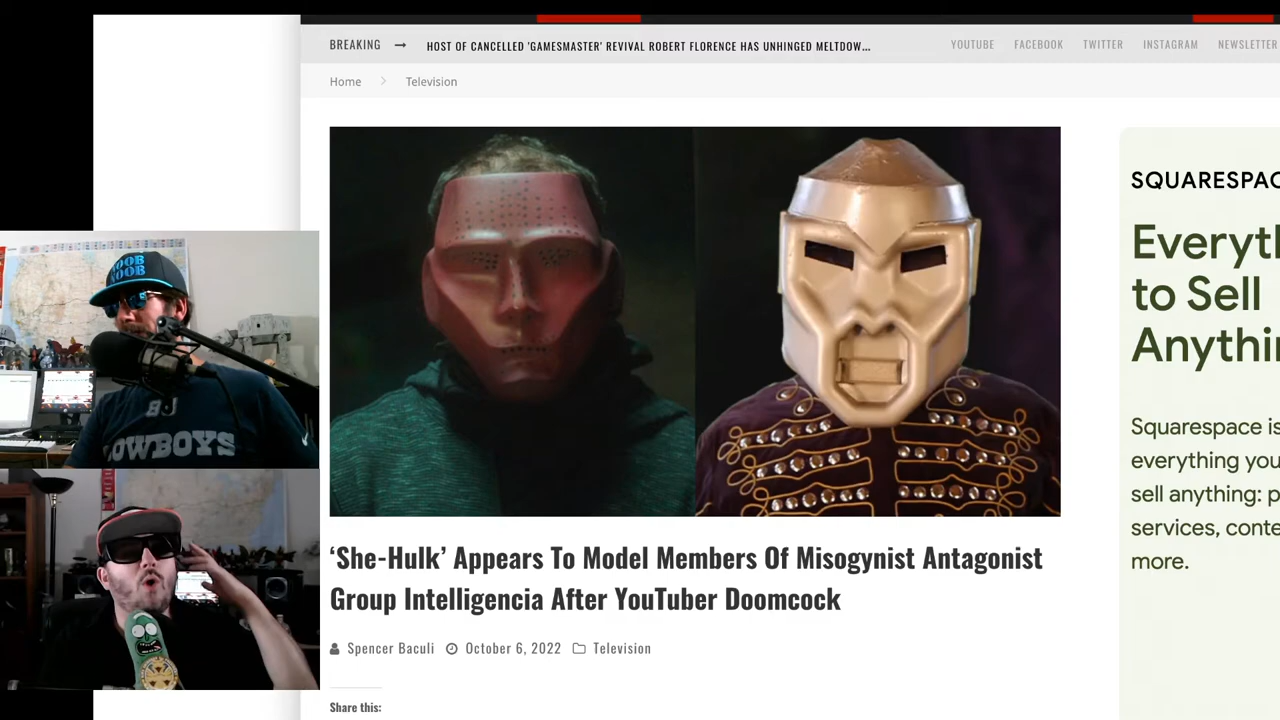 BREAKING → HOST OF CANCELLED 'GAMESMASTER' REVIVAL ROBERT FLORENCE HAS UNHINGED MELTDOW... YOUTUBE FACEBOOK TWITTER INSTAGRAM NEWSLETTER
Home > Television
SQUARESPAC
Everyth
to Sell
Anythin
Squarespace is
everything you
sell anything: p
services, conte
more.
NOOB
NOOB
COWBOYS
‘She-Hulk’ Appears To Model Members Of Misogynist Antagonist
Group Intelligencia After YouTuber Doomcock
Spencer Baculi October 6, 2022 Television
Share this: